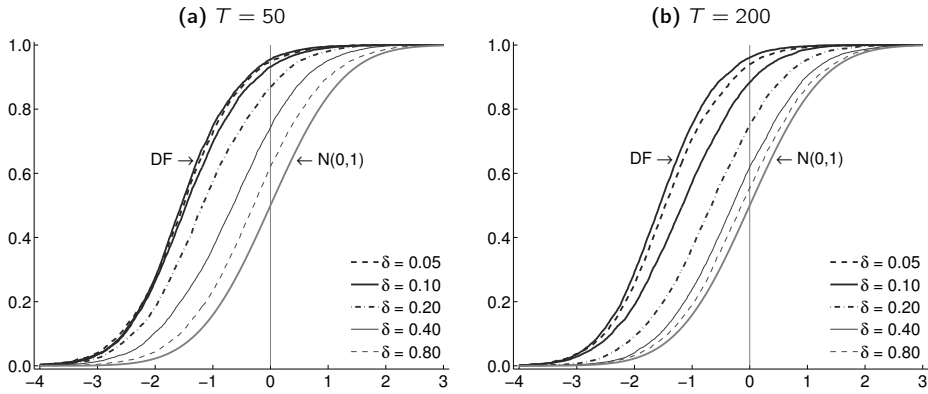 (a) T = 50
1.0
0.8
0.6
0.4
0.2
0.0
−4 −3 −2 −1 0 1 2 3
DF →
← N(0,1)
δ = 0.05
δ = 0.10
δ = 0.20
δ = 0.40
δ = 0.80
(b) T = 200
1.0
0.8
0.6
0.4
0.2
0.0
−4 −3 −2 −1 0 1 2 3
DF →
← N(0,1)
δ = 0.05
δ = 0.10
δ = 0.20
δ = 0.40
δ = 0.80